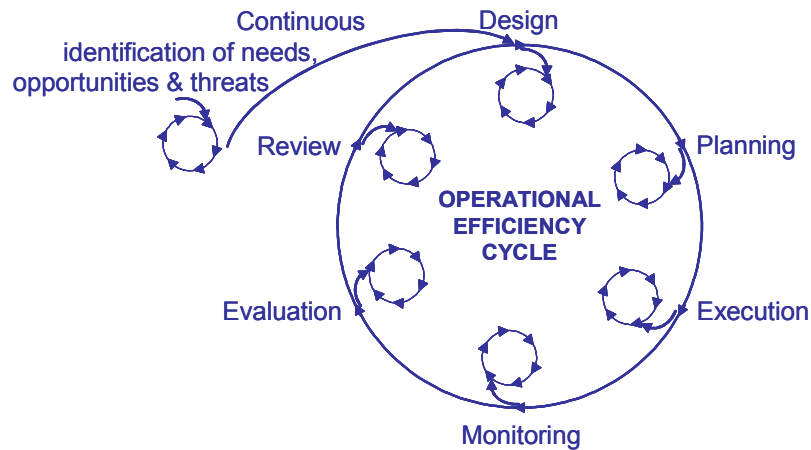 Continuous
identification of needs,
opportunities & threats
Design
Review
Planning
OPERATIONAL
EFFICIENCY
CYCLE
Evaluation
Execution
Monitoring